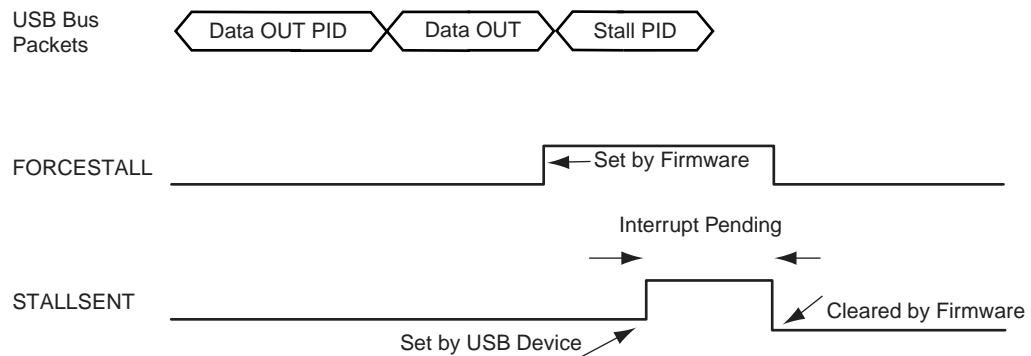 USB Bus
Packets
Data OUT PID
Data OUT
Stall PID
FORCESTALL
Set by Firmware
Interrupt Pending
STALLSENT
Cleared by Firmware
Set by USB Device